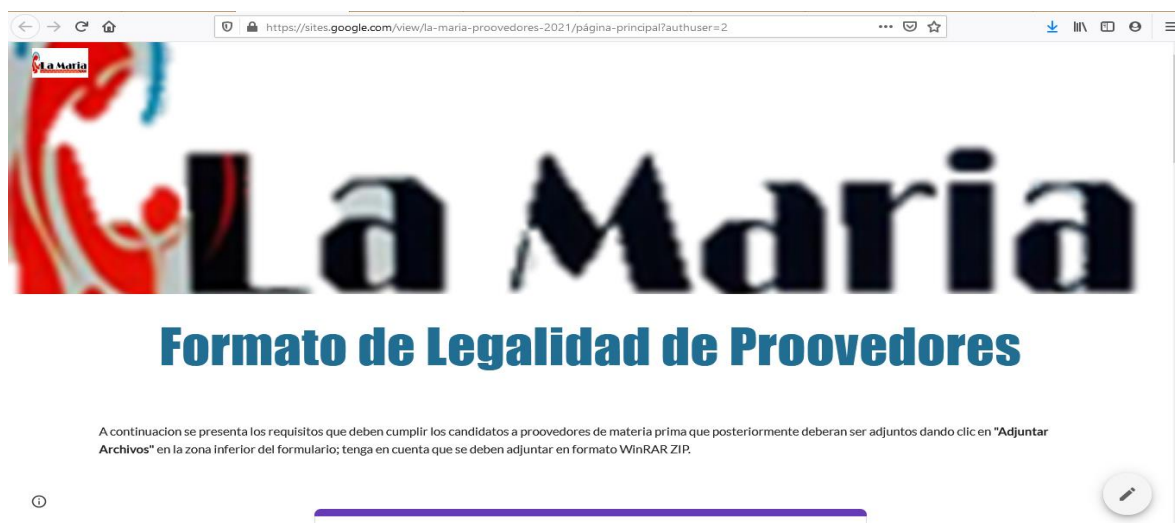 https://sites.google.com/view/la-maria-proovedores-2021/página-principal?authuser=2
La Maria
La Maria
Formato de Legalidad de Proovedores
A continuacion se presenta los requisitos que deben cumplir los candidatos a proovedores de materia prima que posteriormente deberan ser adjuntos dando clic en "Adjuntar
Archivos" en la zona inferior del formulario; tenga en cuenta que se deben adjuntar en formato WinRAR ZIP.